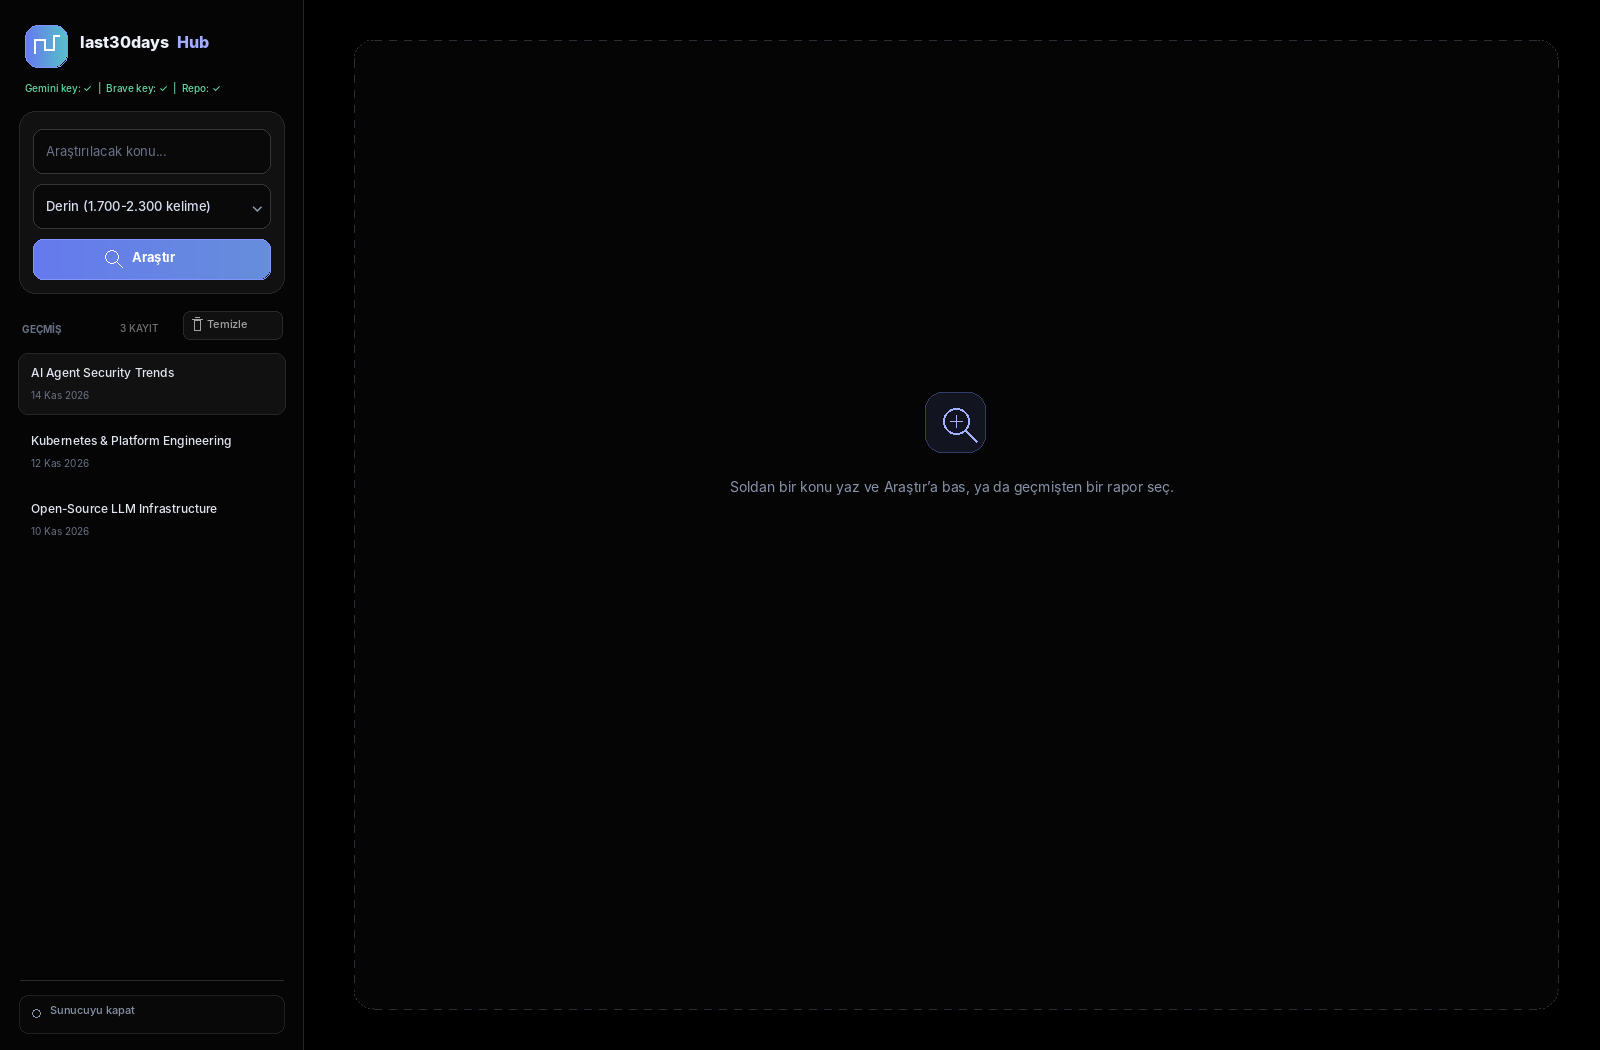 last30days Hub
Gemini key: ✓ | Brave key: ✓ | Repo: ✓
Araştırılacak konu...
Derin (1.700-2.300 kelime)
Araştır
GEÇMİŞ 3 KAYIT Temizle
AI Agent Security Trends
14 Kas 2026
Kubernetes & Platform Engineering
12 Kas 2026
Open-Source LLM Infrastructure
10 Kas 2026
Sunucuyu kapat
Soldan bir konu yaz ve Araştır’a bas, ya da geçmişten bir rapor seç.